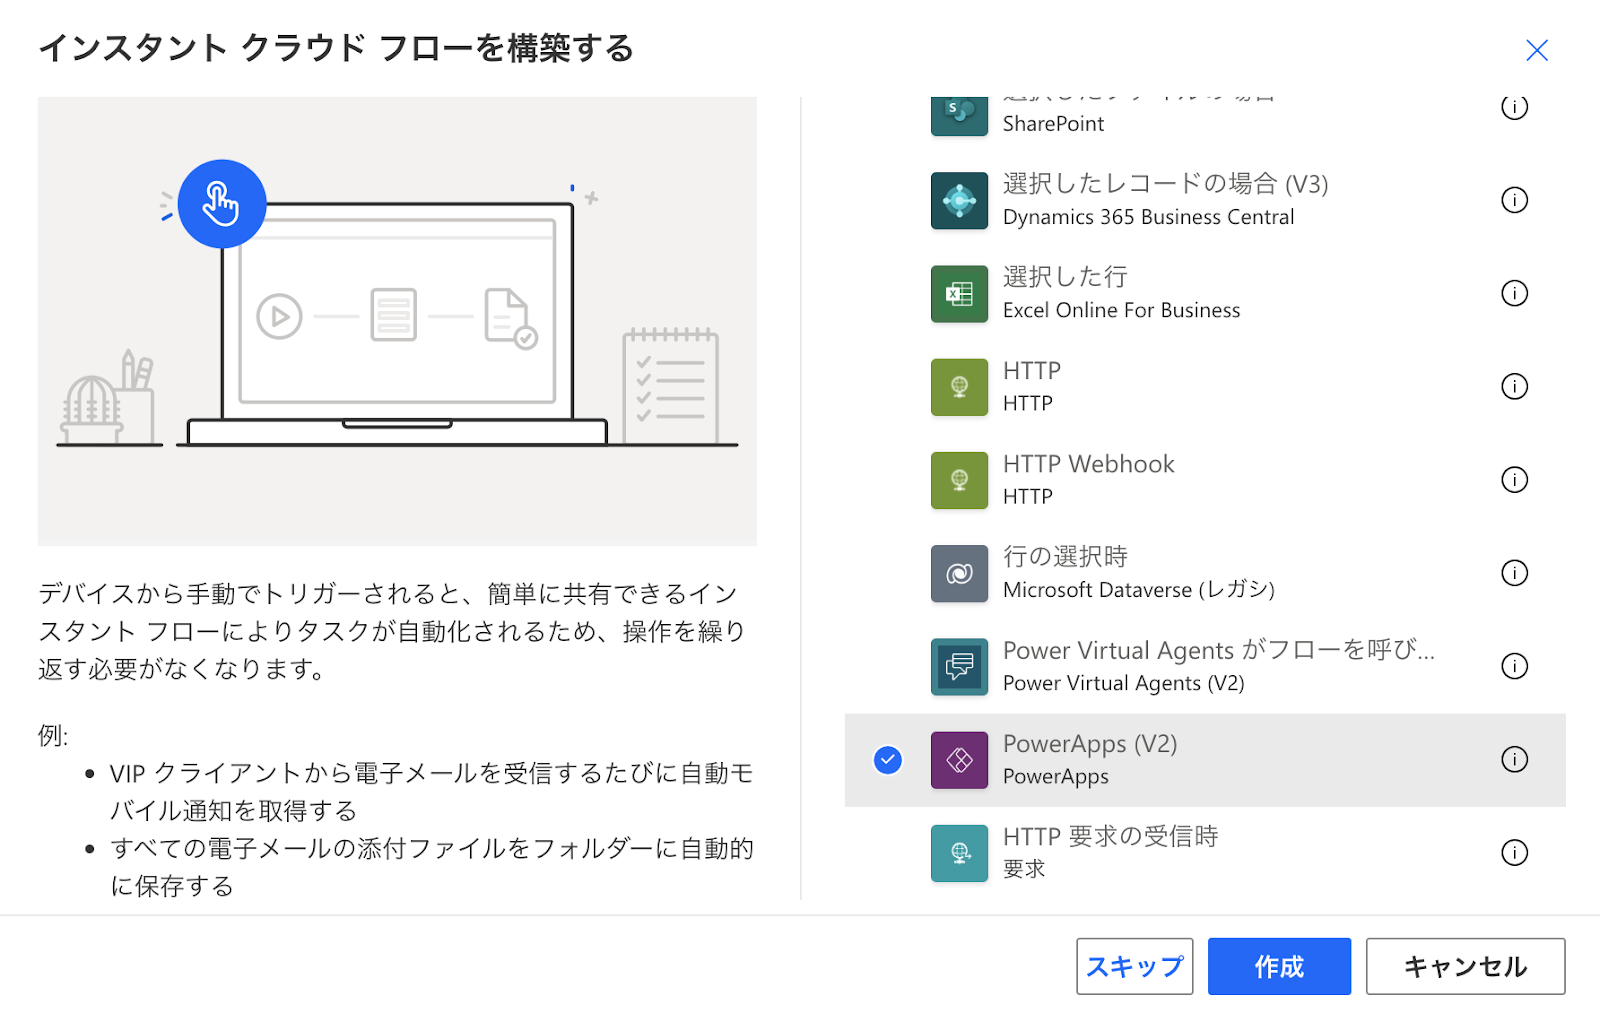 インスタント クラウド フローを構築する
デバイスから手動でトリガーされると、簡単に共有できるイン
スタント フローによりタスクが自動化されるため、操作を繰り
返す必要がなくなります。
例:
• VIP クライアントから電子メールを受信するたびに自動モ
バイル通知を取得する
• すべての電子メールの添付ファイルをフォルダーに自動的
に保存する
選択したファイルの場合
SharePoint
選択したレコードの場合 (V3)
Dynamics 365 Business Central
選択した行
Excel Online For Business
HTTP
HTTP
HTTP Webhook
HTTP
行の選択時
Microsoft Dataverse (レガシ)
Power Virtual Agents がフローを呼び...
Power Virtual Agents (V2)
PowerApps (V2)
PowerApps
HTTP 要求の受信時
要求
スキップ
作成
キャンセル